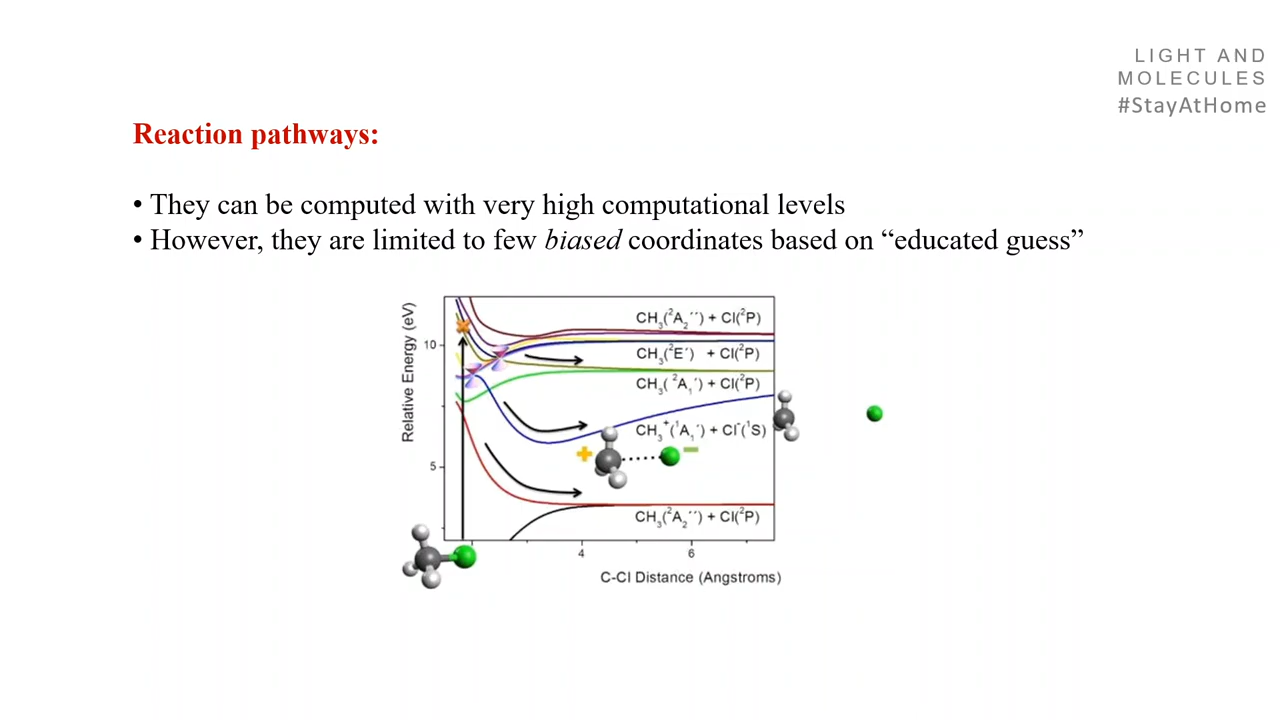 LIGHT AND
MOLECULES
#StayAtHome
Reaction pathways:
• They can be computed with very high computational levels
• However, they are limited to few biased coordinates based on “educated guess”
Relative Energy (eV)
10
5
CH₃(²A₂´´) + Cl(²P)
CH₃(²E´) + Cl(²P)
CH₃(²A₁´) + Cl(²P)
CH₃⁺(¹A₁´) + Cl⁻(¹S)
+
−
CH₃(²A₂´´) + Cl(²P)
4
6
C-Cl Distance (Angstroms)